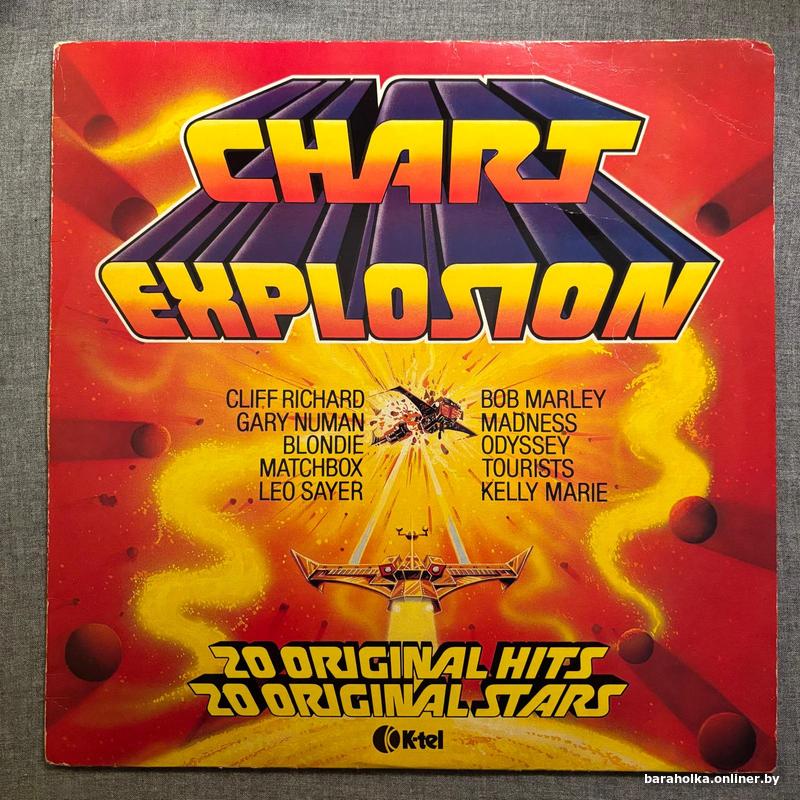 CHART
EXPLOSION
CLIFF RICHARD
GARY NUMAN
BLONDIE
MATCHBOX
LEO SAYER
BOB MARLEY
MADNESS
ODYSSEY
TOURISTS
KELLY MARIE
20 ORIGINAL HITS
20 ORIGINAL STARS
K-tel
baraholka.onliner.by